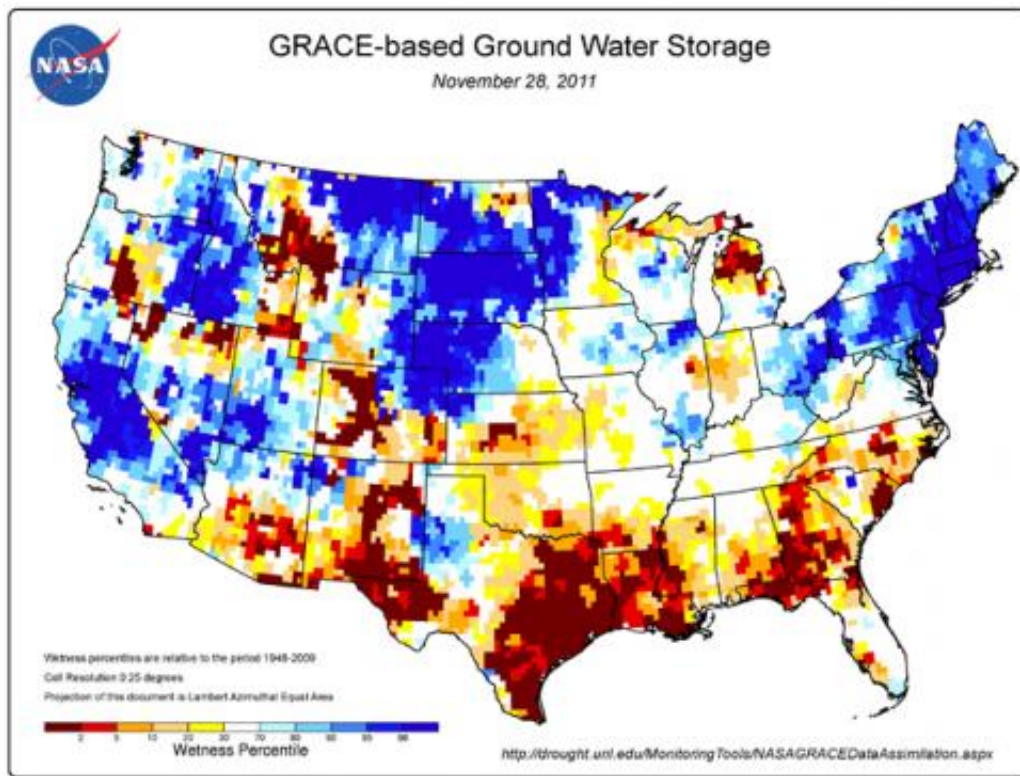 NASA
GRACE-based Ground Water Storage
November 28, 2011
Wetness percentiles are relative to the period 1948-2009
Cell Resolution 0.25 degrees
Projection of this document is Lambert Azimuthal Equal Area
2 5 10 20 30 70 80 90 95 98
Wetness Percentile
http://drought.unl.edu/MonitoringTools/NASAGRACEDataAssimilation.aspx